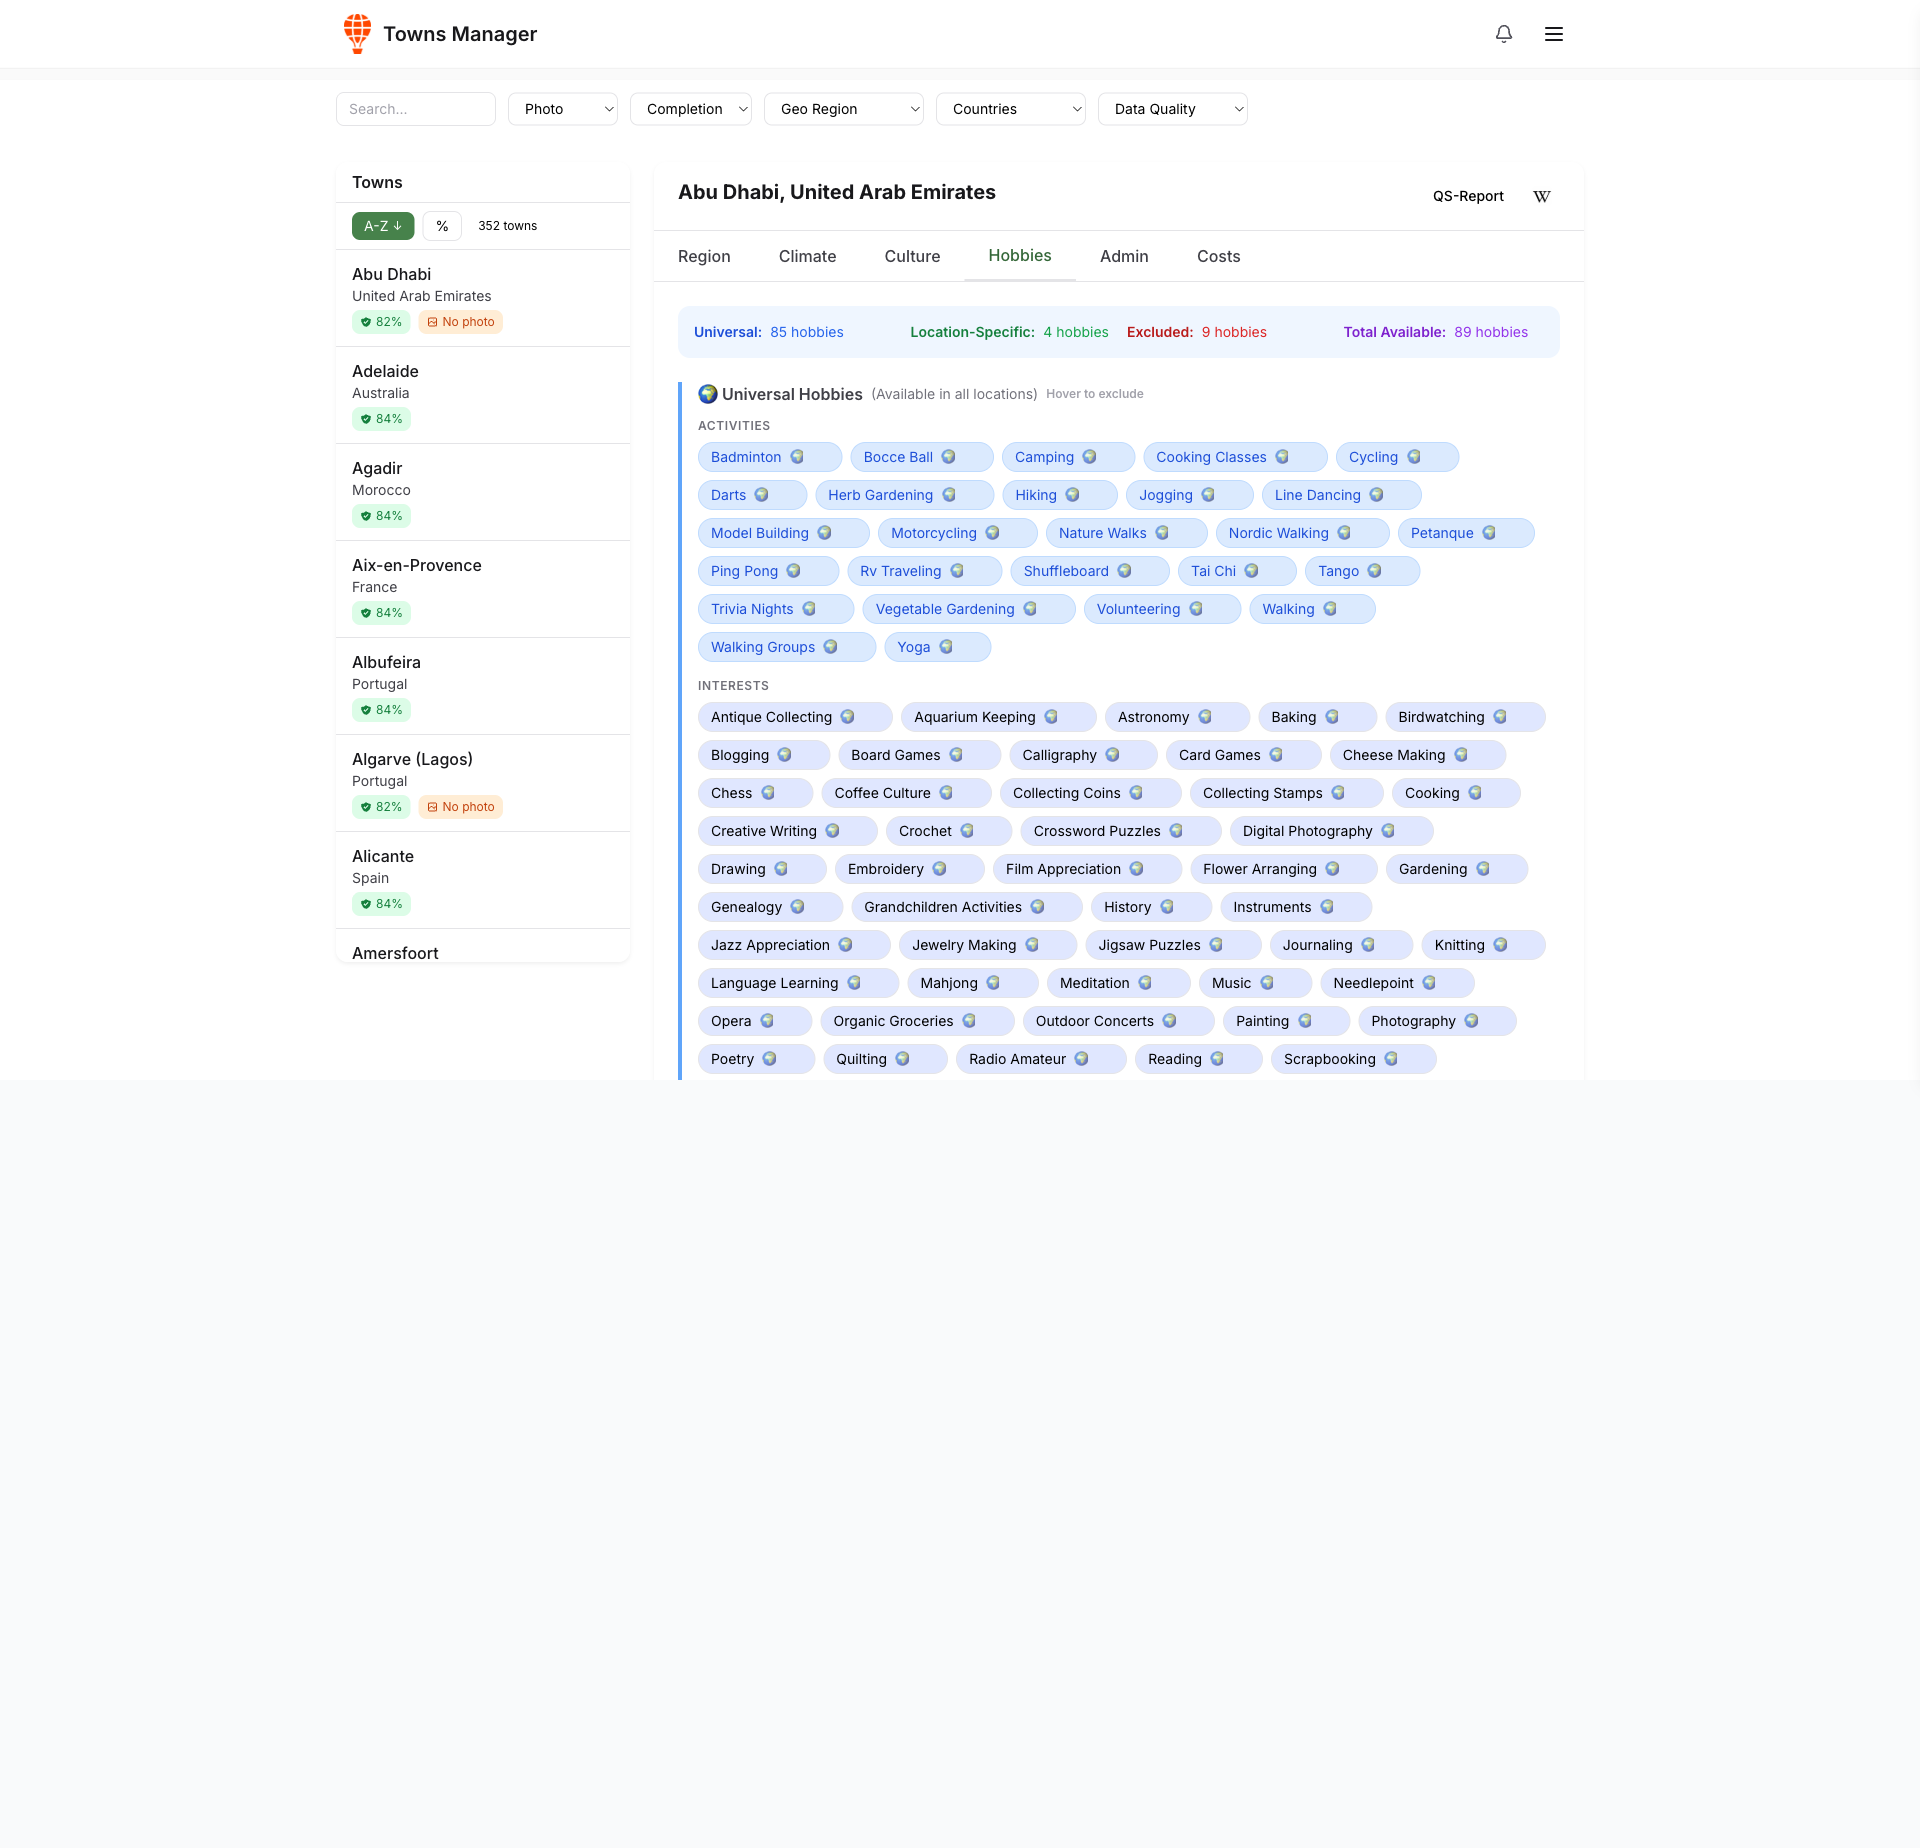 Towns Manager
Search...
Photo
Completion
Geo Region
Countries
Data Quality
Towns
A-Z ↓
%
352 towns
Abu Dhabi
United Arab Emirates
82%
No photo
Adelaide
Australia
84%
Agadir
Morocco
84%
Aix-en-Provence
France
84%
Albufeira
Portugal
84%
Algarve (Lagos)
Portugal
82%
No photo
Alicante
Spain
84%
Amersfoort
Abu Dhabi, United Arab Emirates
QS-Report
W
Region Climate Culture Hobbies Admin Costs
Universal: 85 hobbies Location-Specific: 4 hobbies Excluded: 9 hobbies Total Available: 89 hobbies
Universal Hobbies (Available in all locations) Hover to exclude
ACTIVITIES
Badminton Bocce Ball Camping Cooking Classes Cycling
Darts Herb Gardening Hiking Jogging Line Dancing
Model Building Motorcycling Nature Walks Nordic Walking Petanque
Ping Pong Rv Traveling Shuffleboard Tai Chi Tango
Trivia Nights Vegetable Gardening Volunteering Walking
Walking Groups Yoga
INTERESTS
Antique Collecting Aquarium Keeping Astronomy Baking Birdwatching
Blogging Board Games Calligraphy Card Games Cheese Making
Chess Coffee Culture Collecting Coins Collecting Stamps Cooking
Creative Writing Crochet Crossword Puzzles Digital Photography
Drawing Embroidery Film Appreciation Flower Arranging Gardening
Genealogy Grandchildren Activities History Instruments
Jazz Appreciation Jewelry Making Jigsaw Puzzles Journaling Knitting
Language Learning Mahjong Meditation Music Needlepoint
Opera Organic Groceries Outdoor Concerts Painting Photography
Poetry Quilting Radio Amateur Reading Scrapbooking